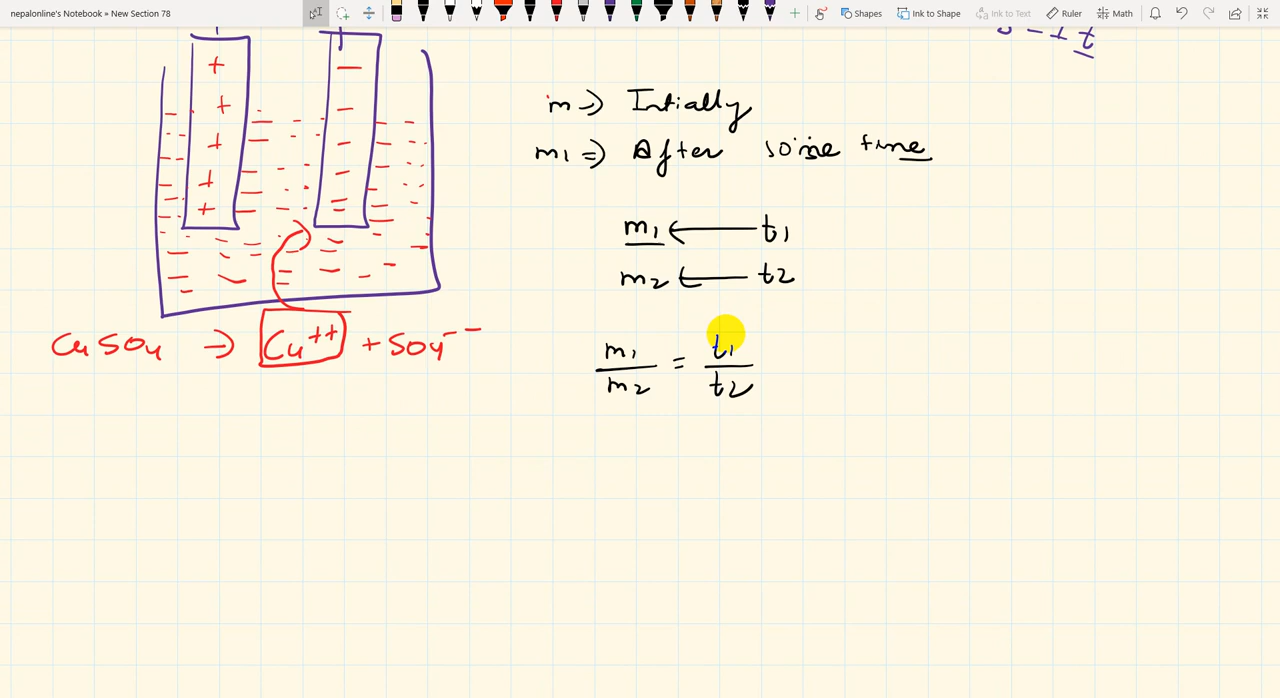 nepalonline's Notebook » New Section 78
Shapes
Ink to Shape
Ink to Text
Ruler
Math
m => Intially
m1 => After some time
m1 ← t1
m2 ← t2
CuSO4 → Cu++ + SO4--
m1/m2 = t1/t2